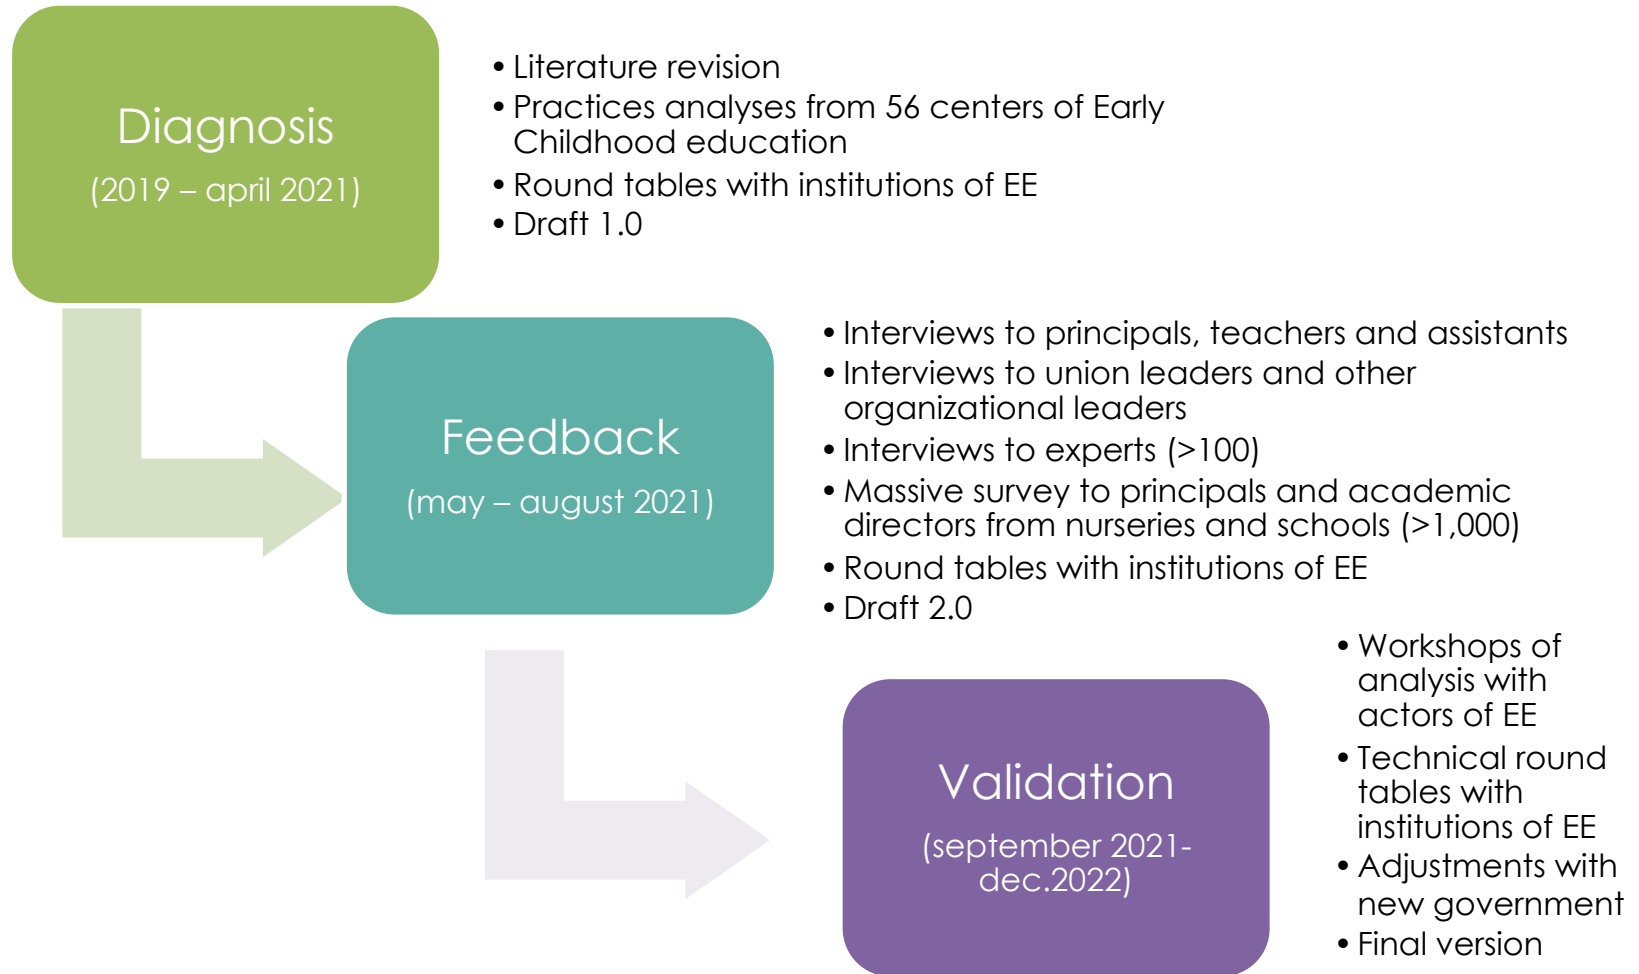 Diagnosis
(2019 – april 2021)
• Literature revision
• Practices analyses from 56 centers of Early
Childhood education
• Round tables with institutions of EE
• Draft 1.0
Feedback
(may – august 2021)
• Interviews to principals, teachers and assistants
• Interviews to union leaders and other
organizational leaders
• Interviews to experts (>100)
• Massive survey to principals and academic
directors from nurseries and schools (>1,000)
• Round tables with institutions of EE
• Draft 2.0
Validation
(september 2021-
dec.2022)
• Workshops of
analysis with
actors of EE
• Technical round
tables with
institutions of EE
• Adjustments with
new government
• Final version